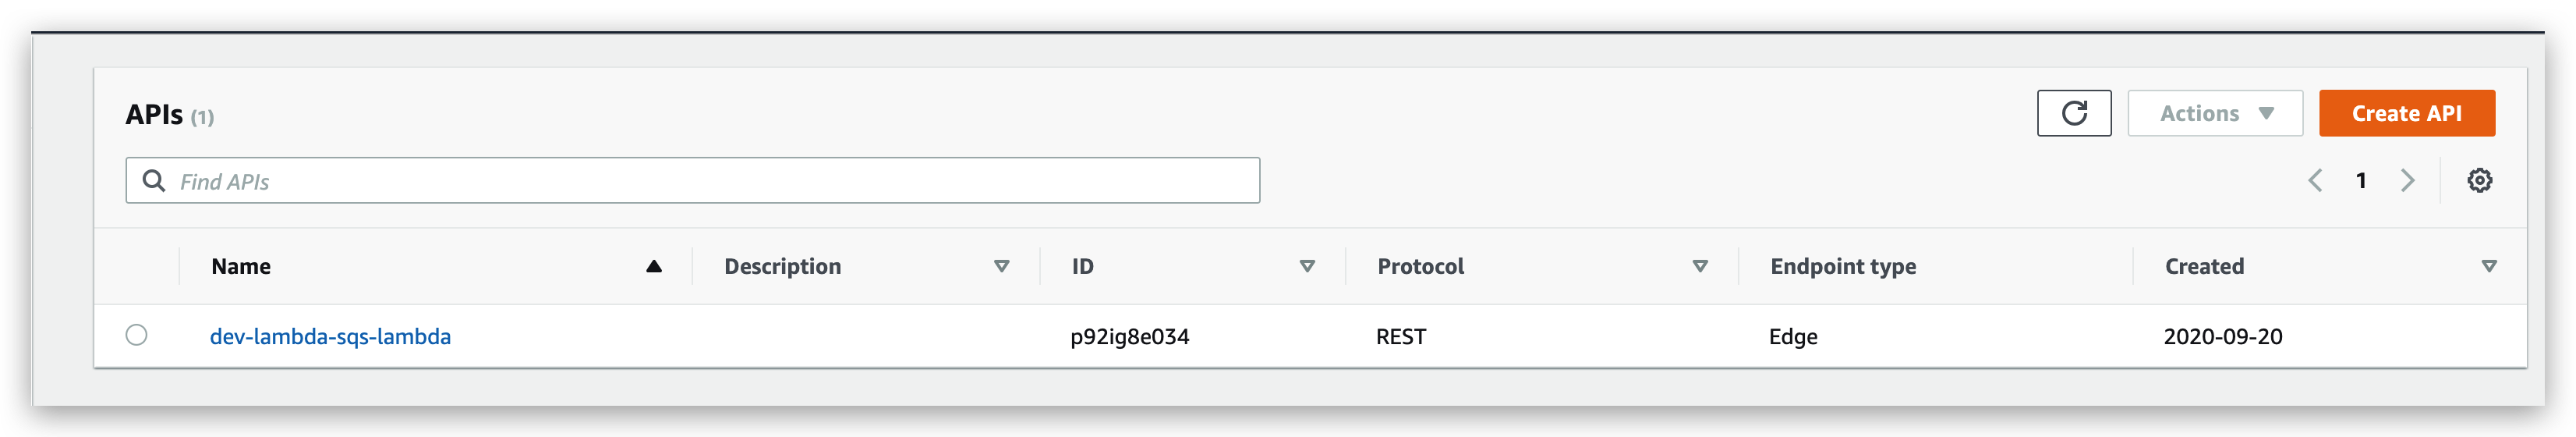 APIs (1)
Actions
Create API
Find APIs
1
Name Description ID Protocol Endpoint type Created
dev-lambda-sqs-lambda p92ig8e034 REST Edge 2020-09-20